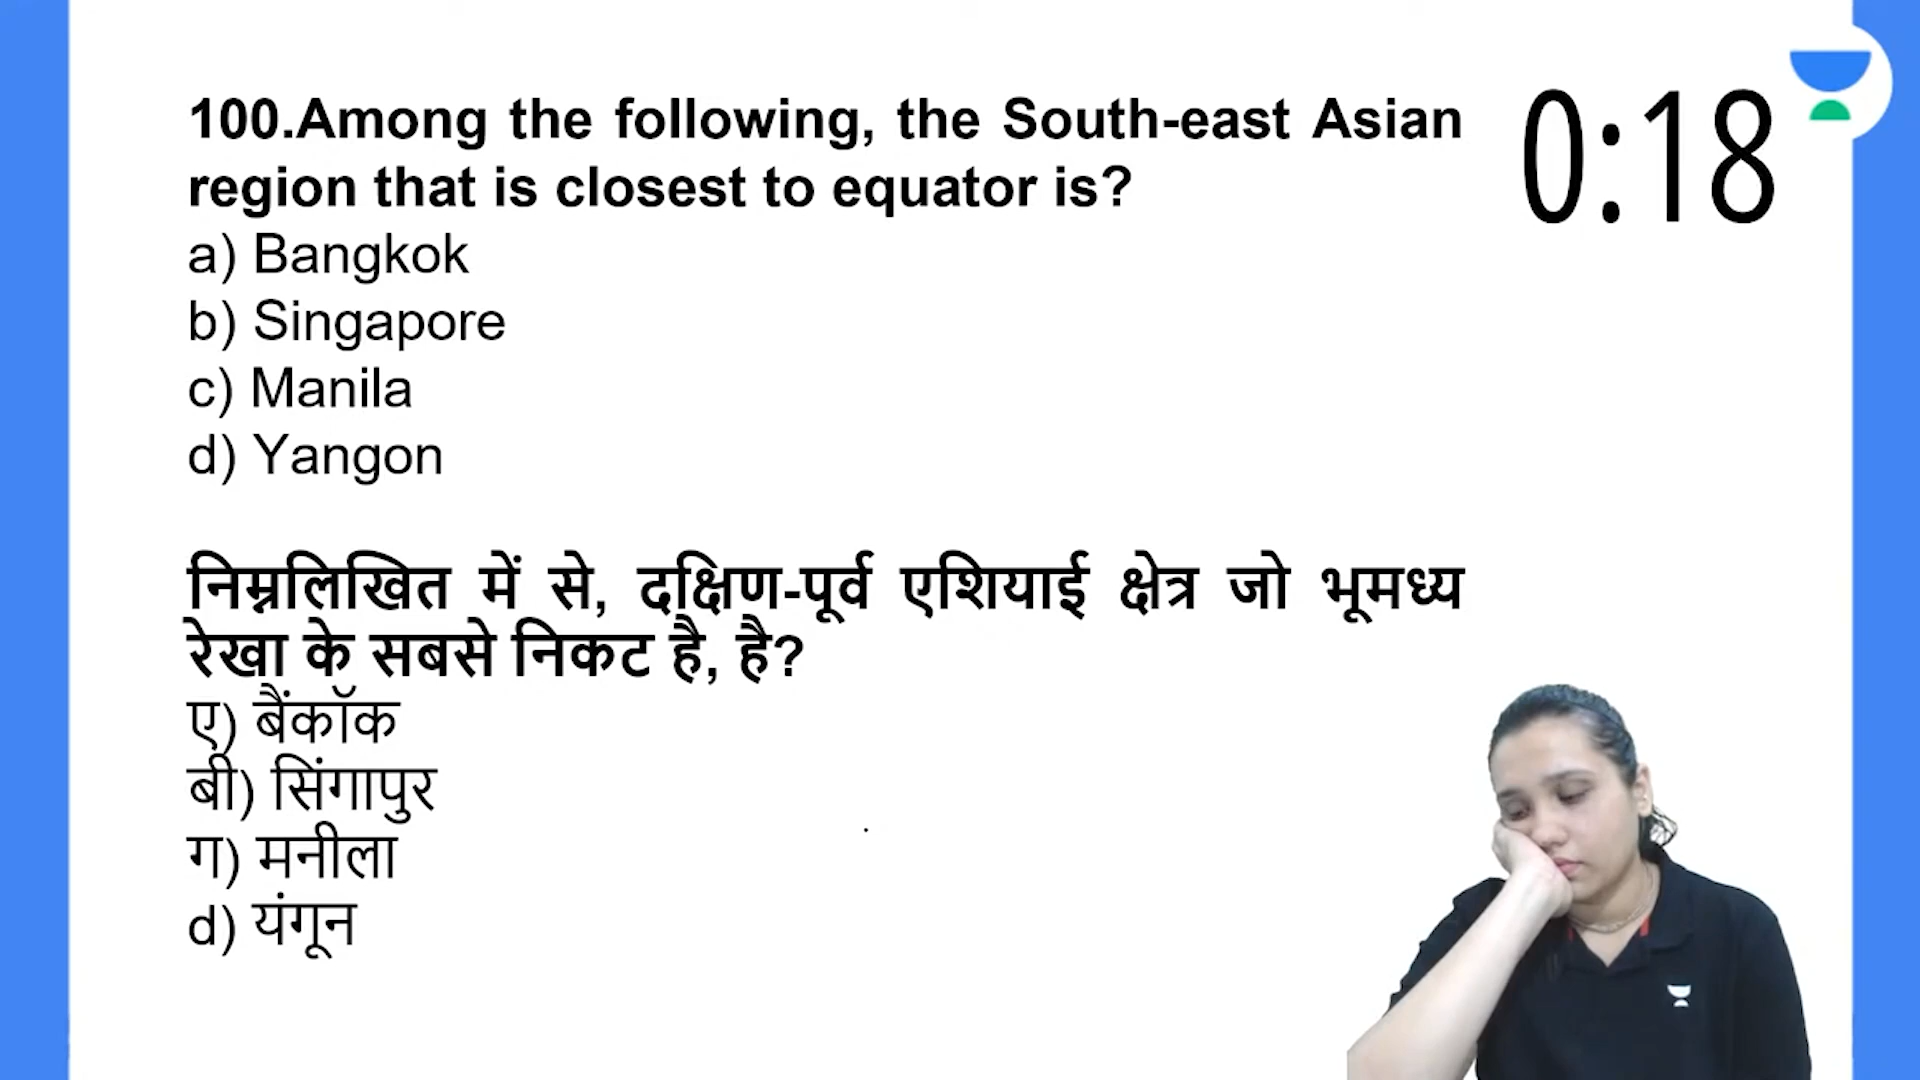 100.Among the following, the South-east Asian
region that is closest to equator is?
a) Bangkok
b) Singapore
c) Manila
d) Yangon
निम्नलिखित में से, दक्षिण-पूर्व एशियाई क्षेत्र जो भूमध्य
रेखा के सबसे निकट है, है?
ए) बैंकॉक
बी) सिंगापुर
ग) मनीला
d) यंगून
0:18